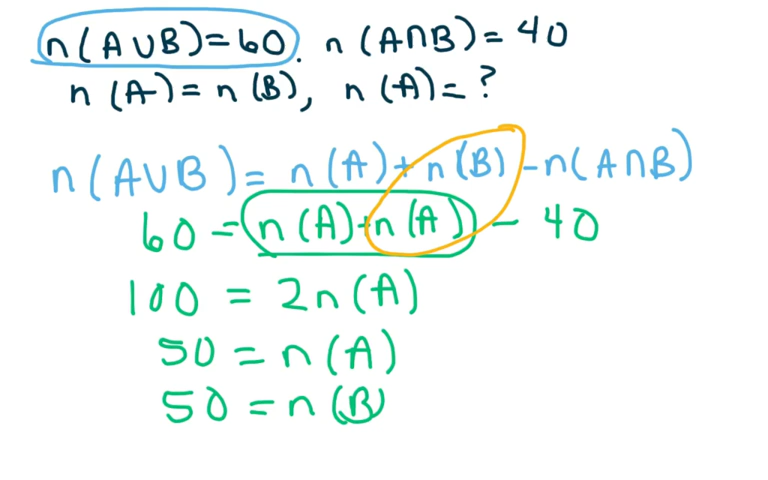 n(A∪B)=60. n(A∩B)=40
n(A)=n(B), n(A)=?
n(A∪B)=n(A)+n(B)-n(A∩B)
60=n(A)+n(A)-40
100=2n(A)
50=n(A)
50=n(B)